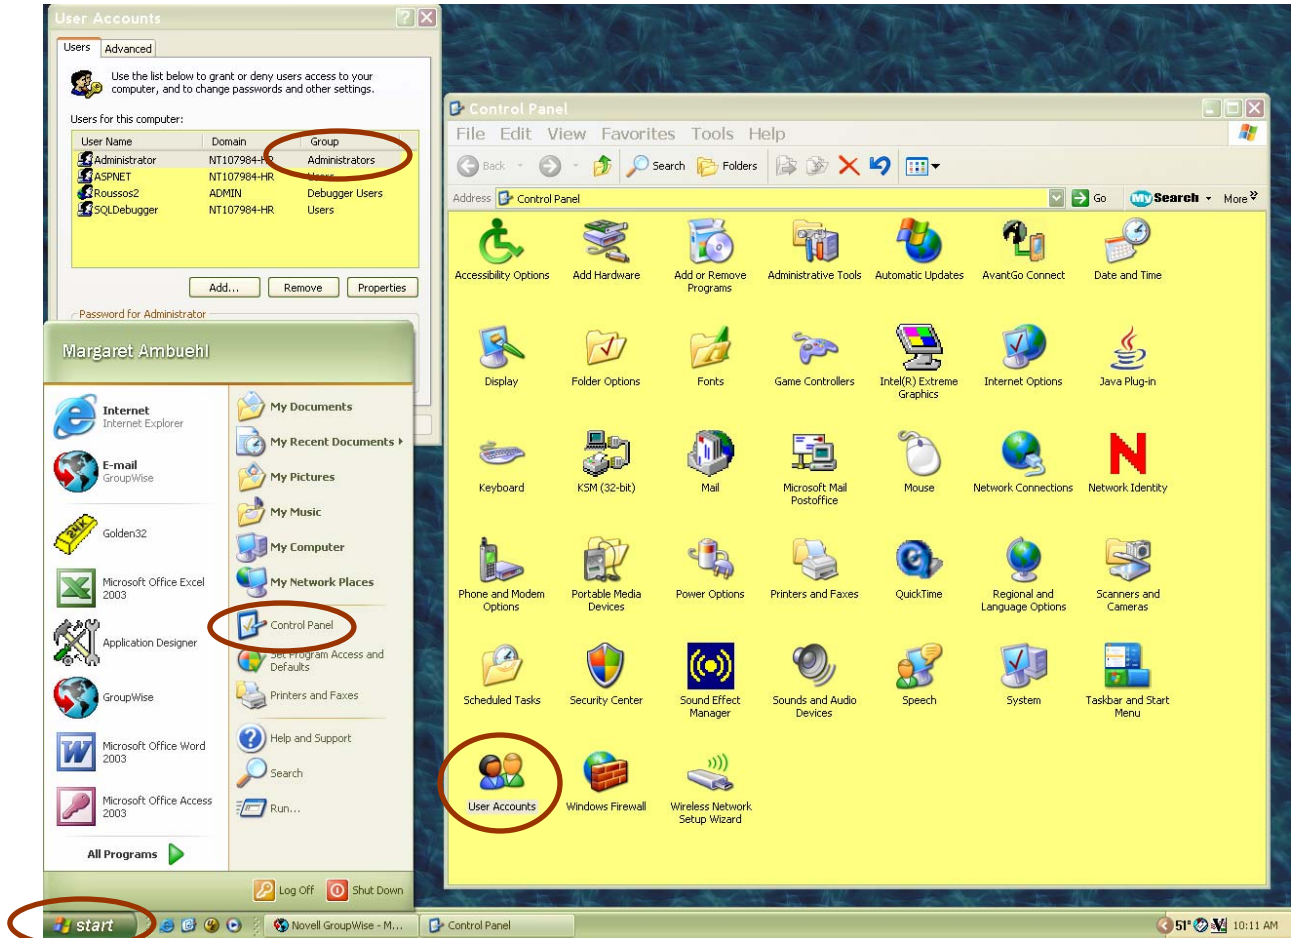 User Accounts
Users Advanced
Use the list below to grant or deny users access to your
computer, and to change passwords and other settings.
Users for this computer:
User Name Domain Group
Administrator NT107984-HR Administrators
ASPNET NT107984-HR Users
Roussos2 ADMIN Debugger Users
SQLDebugger NT107984-HR Users
Add... Remove Properties
Password for Administrator
Margaret Ambuehl
Internet
Internet Explorer
E-mail
GroupWise
Golden32
Microsoft Office Excel
2003
Application Designer
GroupWise
Microsoft Office Word
2003
Microsoft Office Access
2003
All Programs
My Documents
My Recent Documents
My Pictures
My Music
My Computer
My Network Places
Control Panel
Set Program Access and
Defaults
Printers and Faxes
Help and Support
Search
Run...
Log Off Shut Down
Control Panel
File Edit View Favorites Tools Help
Back Search Folders
Address Control Panel Go My Search More
Accessibility Options Add Hardware Add or Remove
Programs Administrative Tools Automatic Updates AvantGo Connect Date and Time
Display Folder Options Fonts Game Controllers Intel(R) Extreme
Graphics Internet Options Java Plug-in
Keyboard KSM (32-bit) Mail Microsoft Mail
Postoffice Mouse Network Connections Network Identity
Phone and Modem
Options Portable Media
Devices Power Options Printers and Faxes QuickTime Regional and
Language Options Scanners and
Cameras
Scheduled Tasks Security Center Sound Effect
Manager Sounds and Audio
Devices Speech System Taskbar and Start
Menu
User Accounts Windows Firewall Wireless Network
Setup Wizard
start Novell GroupWise - M... Control Panel 51° 10:11 AM